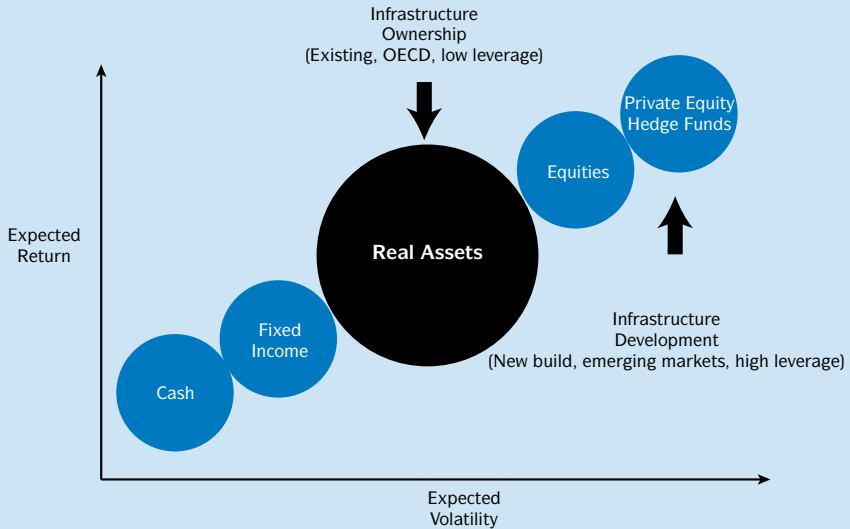 Infrastructure
Ownership
(Existing, OECD, low leverage)
Private Equity
Hedge Funds
Equities
Expected
Return
Real Assets
Fixed
Income
Cash
Infrastructure
Development
(New build, emerging markets, high leverage)
Expected
Volatility